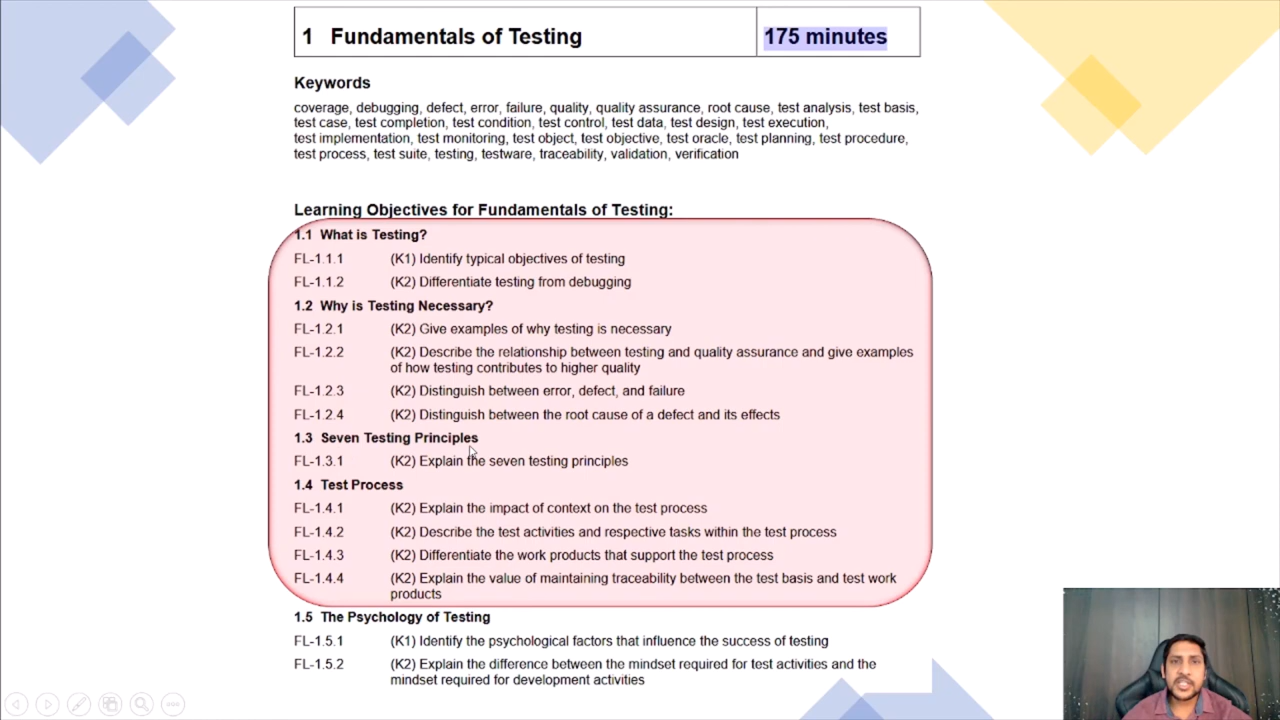 1 Fundamentals of Testing 175 minutes
Keywords
coverage, debugging, defect, error, failure, quality, quality assurance, root cause, test analysis, test basis,
test case, test completion, test condition, test control, test data, test design, test execution,
test implementation, test monitoring, test object, test objective, test oracle, test planning, test procedure,
test process, test suite, testing, testware, traceability, validation, verification
Learning Objectives for Fundamentals of Testing:
1.1 What is Testing?
FL-1.1.1 (K1) Identify typical objectives of testing
FL-1.1.2 (K2) Differentiate testing from debugging
1.2 Why is Testing Necessary?
FL-1.2.1 (K2) Give examples of why testing is necessary
FL-1.2.2 (K2) Describe the relationship between testing and quality assurance and give examples
of how testing contributes to higher quality
FL-1.2.3 (K2) Distinguish between error, defect, and failure
FL-1.2.4 (K2) Distinguish between the root cause of a defect and its effects
1.3 Seven Testing Principles
FL-1.3.1 (K2) Explain the seven testing principles
1.4 Test Process
FL-1.4.1 (K2) Explain the impact of context on the test process
FL-1.4.2 (K2) Describe the test activities and respective tasks within the test process
FL-1.4.3 (K2) Differentiate the work products that support the test process
FL-1.4.4 (K2) Explain the value of maintaining traceability between the test basis and test work
products
1.5 The Psychology of Testing
FL-1.5.1 (K1) Identify the psychological factors that influence the success of testing
FL-1.5.2 (K2) Explain the difference between the mindset required for test activities and the
mindset required for development activities